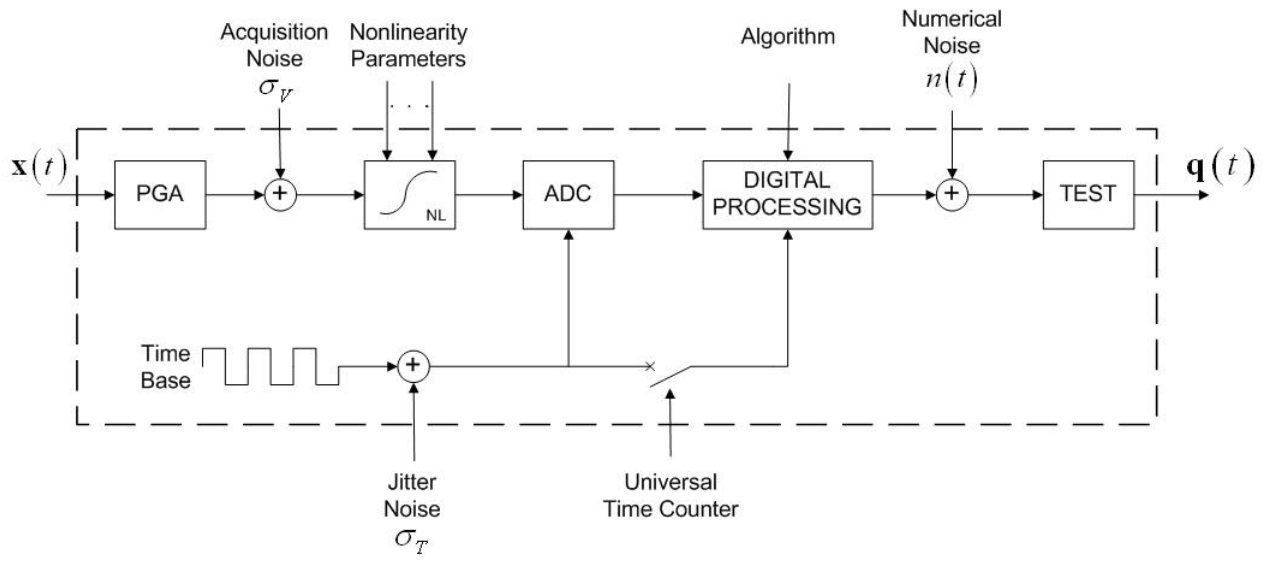 Acquisition
Noise
σ_V
Nonlinearity
Parameters
. . .
Algorithm
Numerical
Noise
n(t)
x(t)
PGA
+
NL
ADC
DIGITAL
PROCESSING
+
TEST
q(t)
Time
Base
+
Jitter
Noise
σ_T
Universal
Time Counter